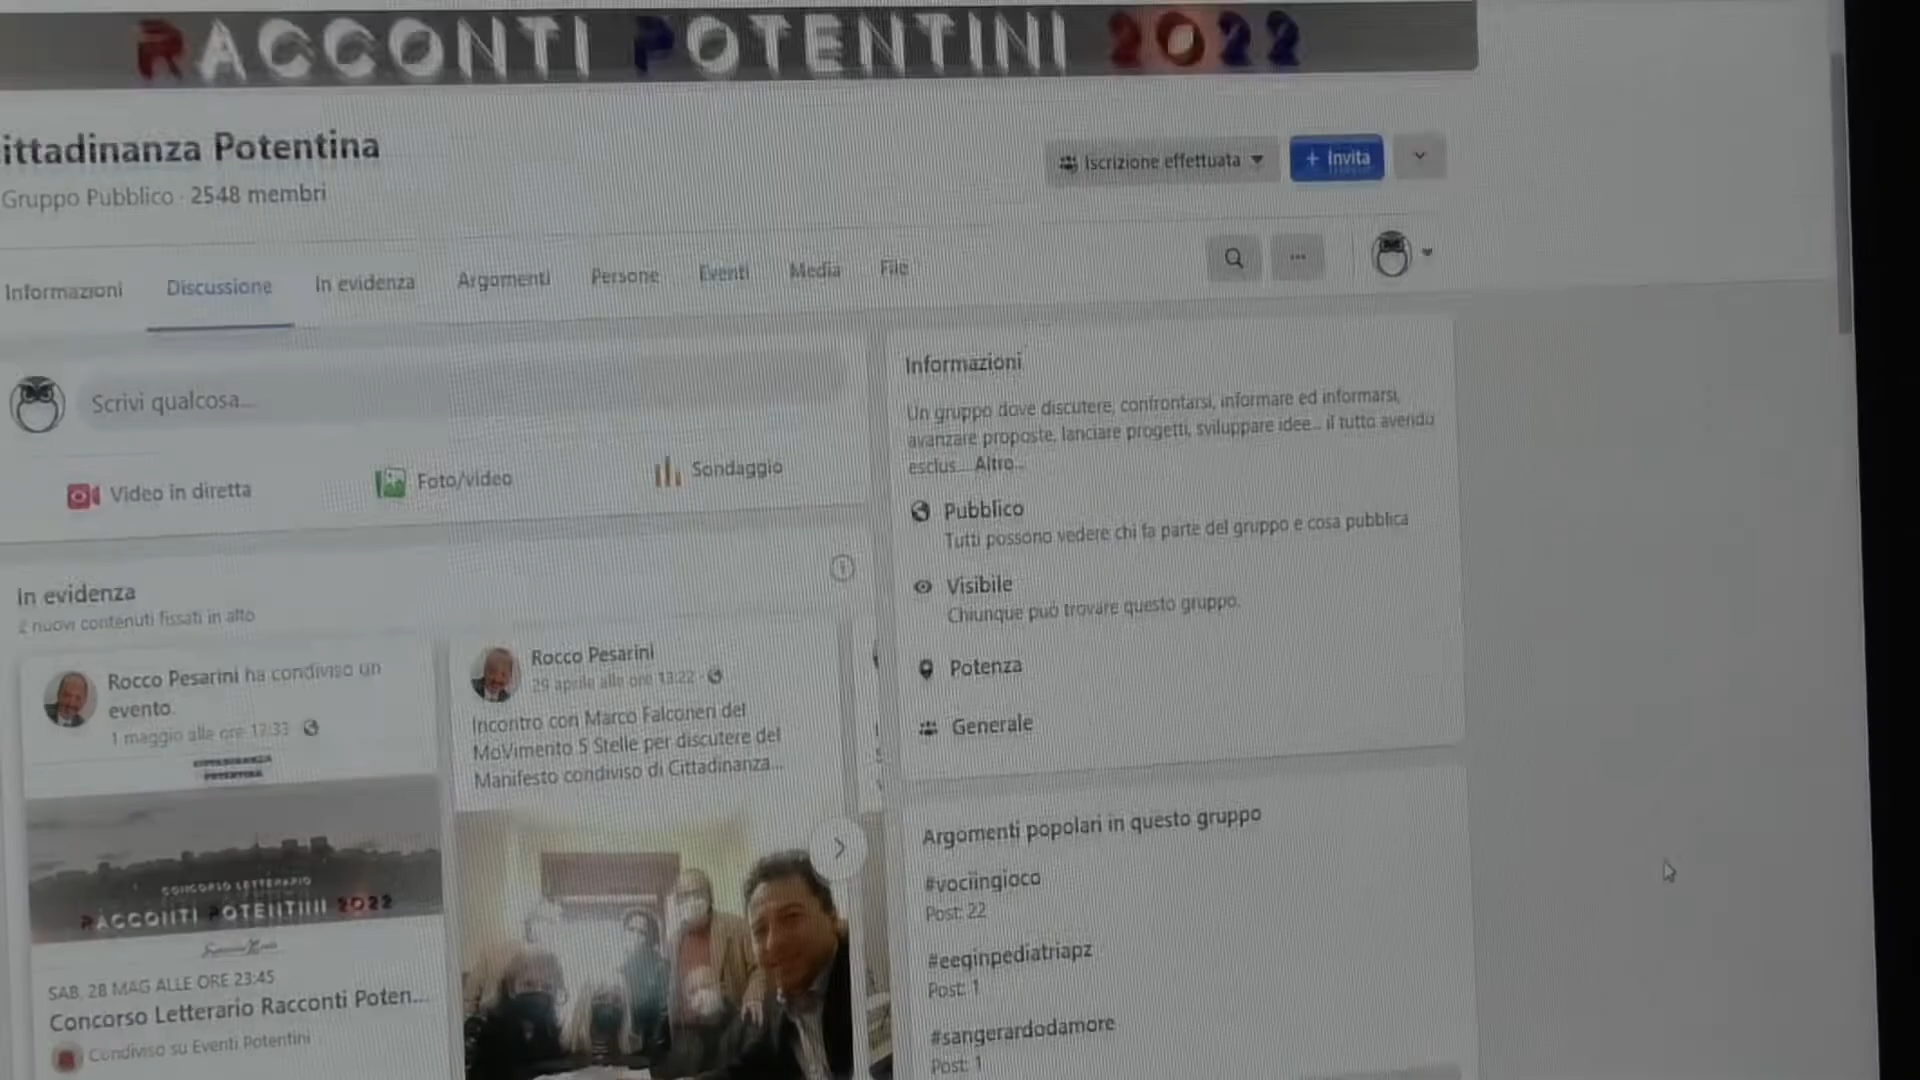 RACCONTI POTENTINI 2022
ittadinanza Potentina
Gruppo Pubblico · 2548 membri
Iscrizione effettuata
+ Invita
Informazioni
Discussione
In evidenza
Argomenti
Persone
Eventi
Media
File
Scrivi qualcosa...
Video in diretta
Foto/video
Sondaggio
In evidenza
2 nuovi contenuti fissati in alto
Rocco Pesarini ha condiviso un
evento.
1 maggio alle ore 17:33
CITTADINANZA
POTENTINA
CONCORSO LETTERARIO
RACCONTI POTENTINI 2022
SAB, 28 MAG ALLE ORE 23:45
Concorso Letterario Racconti Poten...
Condiviso su Eventi Potentini
Rocco Pesarini
29 aprile alle ore 13:22 ·
Incontro con Marco Falconeri del
MoVimento 5 Stelle per discutere del
Manifesto condiviso di Cittadinanza...
Informazioni
Un gruppo dove discutere, confrontarsi, informare ed informarsi,
avanzare proposte, lanciare progetti, sviluppare idee... il tutto avendo
esclus... Altro...
Pubblico
Tutti possono vedere chi fa parte del gruppo e cosa pubblica
Visibile
Chiunque può trovare questo gruppo.
Potenza
Generale
Argomenti popolari in questo gruppo
#vociingioco
Post: 22
#eeginpediatriapz
Post: 1
#sangerardodamore
Post: 1